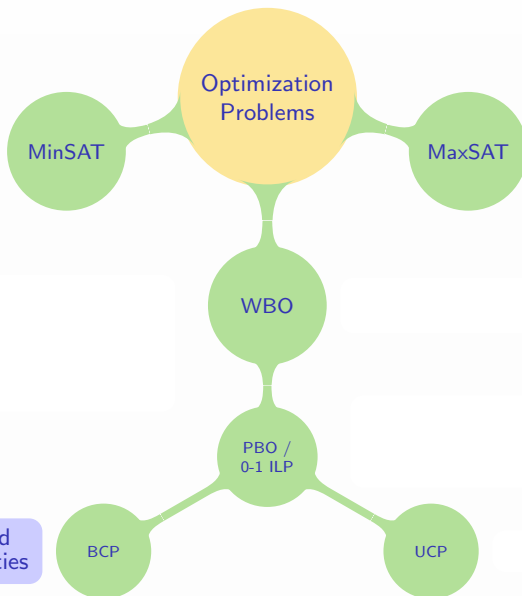 Optimization
Problems
MinSAT
MaxSAT
WBO
PBO /
0-1 ILP
BCP
UCP